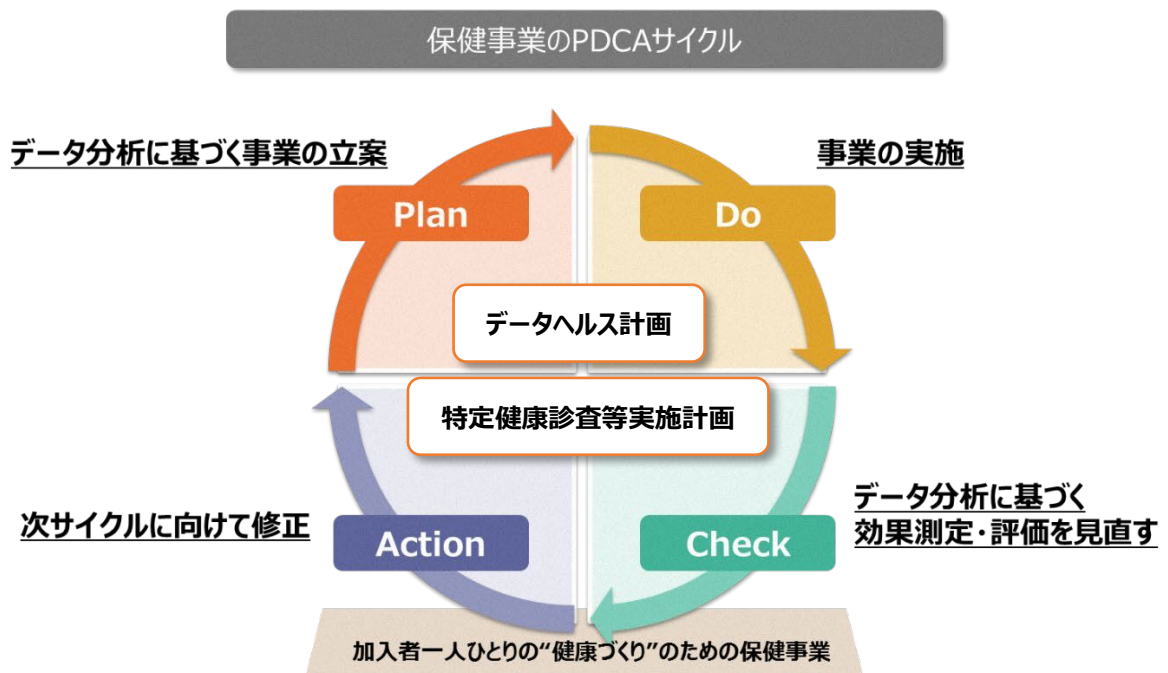 保健事業のPDCAサイクル
データ分析に基づく事業の立案
事業の実施
Plan
Do
データヘルス計画
特定健康診査等実施計画
次サイクルに向けて修正
データ分析に基づく
効果測定・評価を見直す
Action
Check
加入者一人ひとりの“健康づくり”のための保健事業